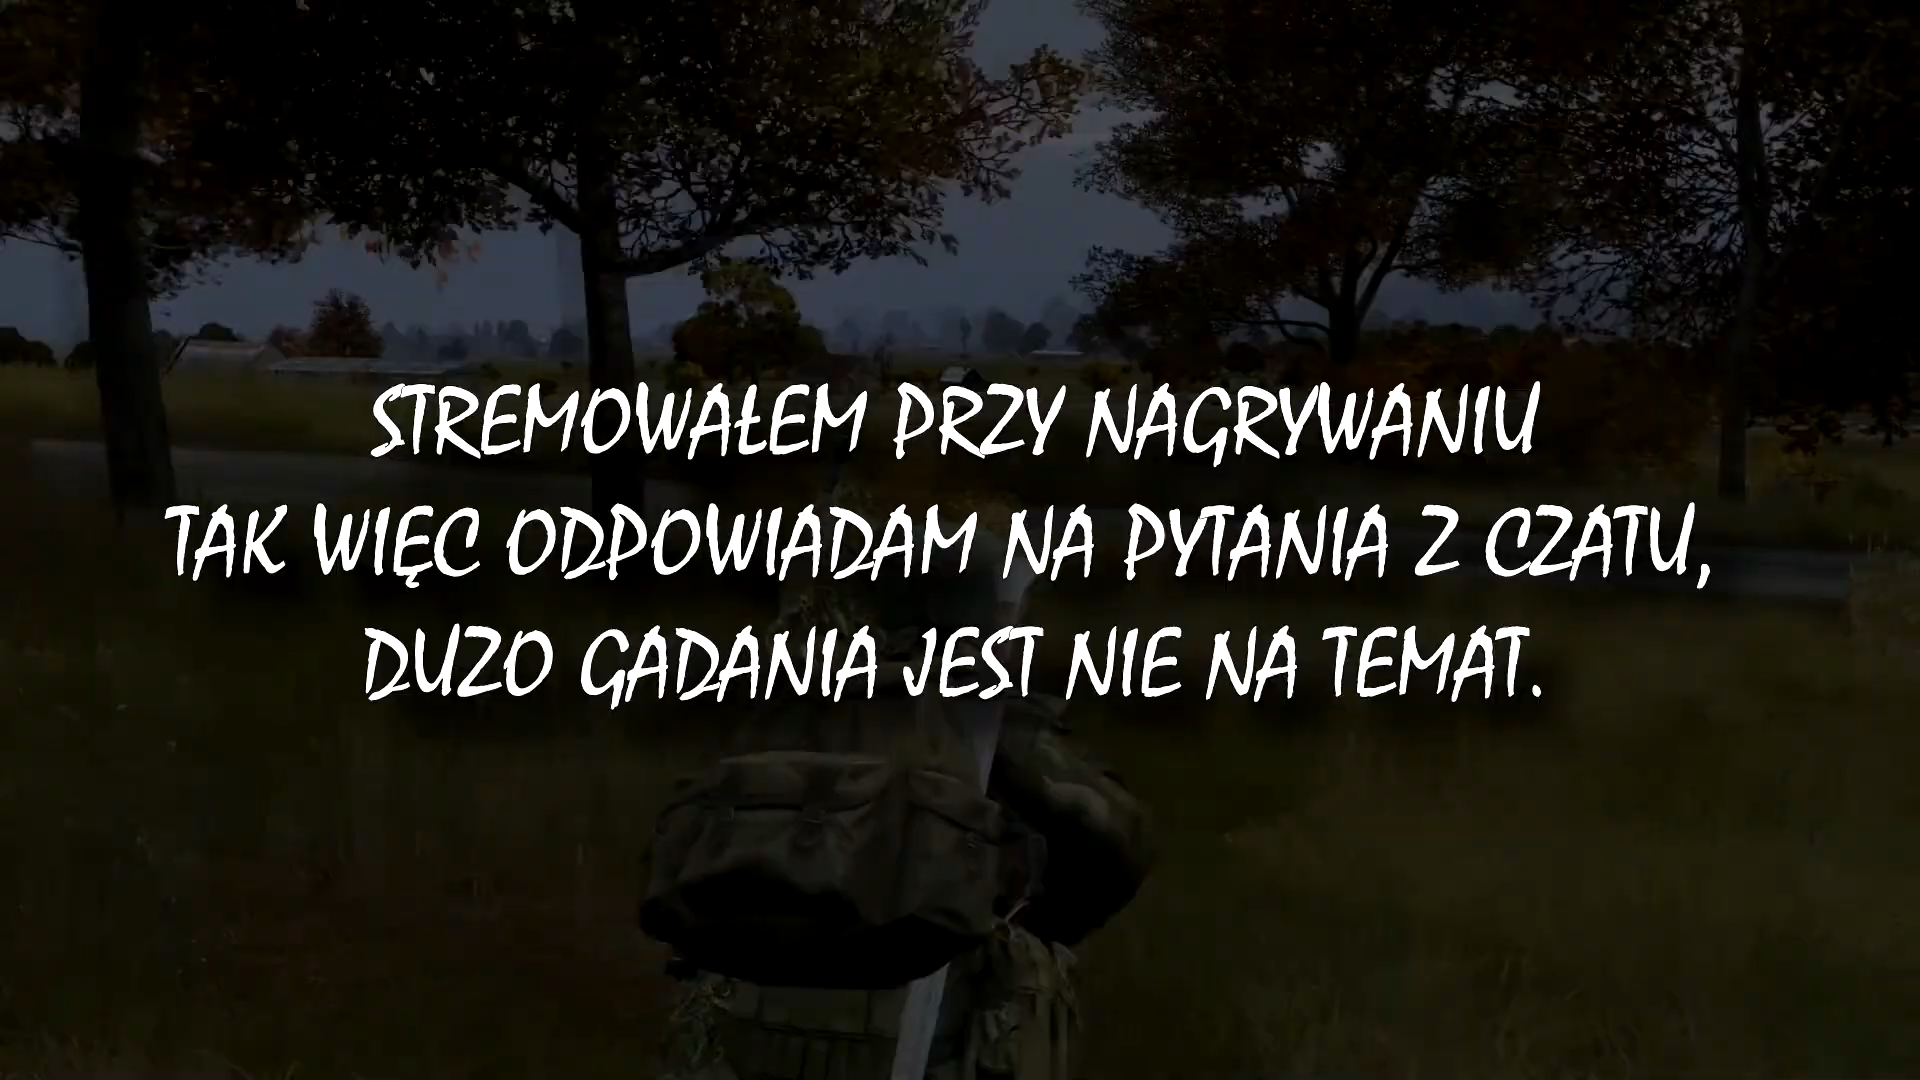 STREMOWAŁEM PRZY NAGRYWANIU
TAK WIĘC ODPOWIADAM NA PYTANIA Z CZATU,
DUZO GADANIA JEST NIE NA TEMAT.